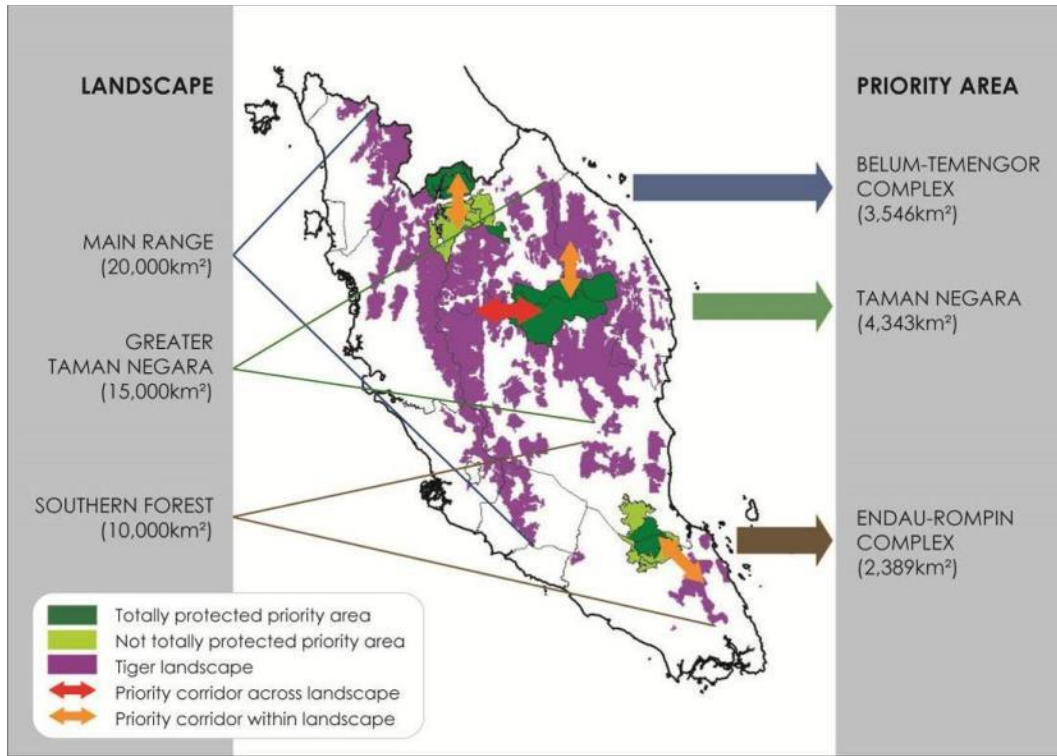 LANDSCAPE
MAIN RANGE
(20,000km²)
GREATER
TAMAN NEGARA
(15,000km²)
SOUTHERN FOREST
(10,000km²)
PRIORITY AREA
BELUM-TEMENGOR
COMPLEX
(3,546km²)
TAMAN NEGARA
(4,343km²)
ENDAU-ROMPIN
COMPLEX
(2,389km²)
Totally protected priority area
Not totally protected priority area
Tiger landscape
Priority corridor across landscape
Priority corridor within landscape